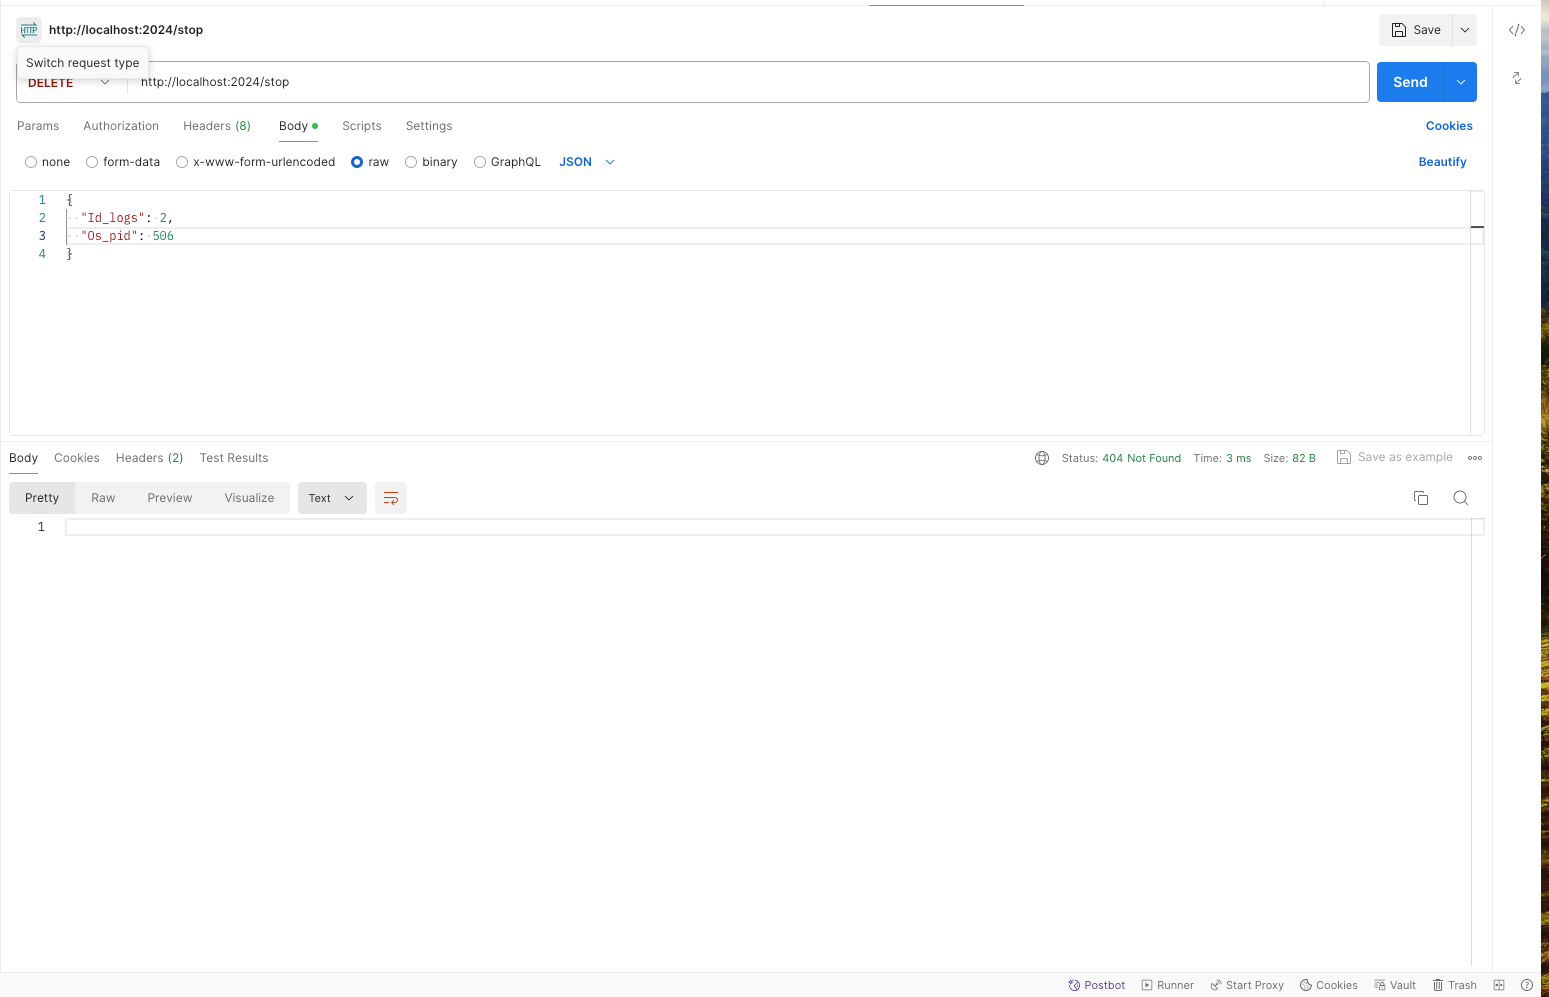 HTTP http://localhost:2024/stop
Save
Switch request type
DELETE
http://localhost:2024/stop
Send
Params Authorization Headers (8) Body Scripts Settings
Cookies
none form-data x-www-form-urlencoded raw binary GraphQL JSON
Beautify
1 {
2 "Id_logs": 2,
3 "Os_pid": 506
4 }
Body Cookies Headers (2) Test Results
Status: 404 Not Found Time: 3 ms Size: 82 B Save as example
Pretty Raw Preview Visualize Text
1
Postbot Runner Start Proxy Cookies Vault Trash